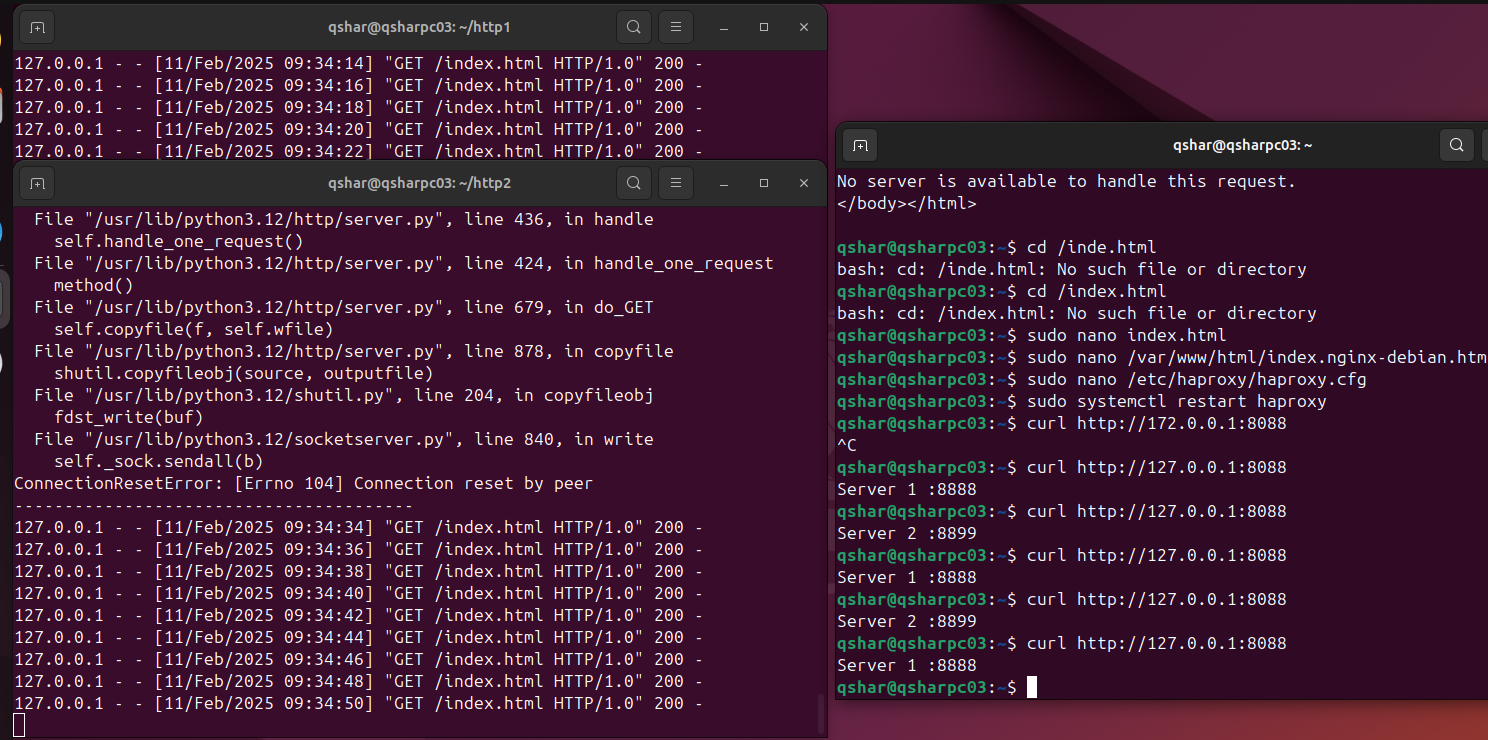 qshar@qsharpc03: ~/http1
127.0.0.1 - - [11/Feb/2025 09:34:14] "GET /index.html HTTP/1.0" 200 -
127.0.0.1 - - [11/Feb/2025 09:34:16] "GET /index.html HTTP/1.0" 200 -
127.0.0.1 - - [11/Feb/2025 09:34:18] "GET /index.html HTTP/1.0" 200 -
127.0.0.1 - - [11/Feb/2025 09:34:20] "GET /index.html HTTP/1.0" 200 -
127.0.0.1 - - [11/Feb/2025 09:34:22] "GET /index.html HTTP/1.0" 200 -
qshar@qsharpc03: ~/http2
File "/usr/lib/python3.12/http/server.py", line 436, in handle
self.handle_one_request()
File "/usr/lib/python3.12/http/server.py", line 424, in handle_one_request
method()
File "/usr/lib/python3.12/http/server.py", line 679, in do_GET
self.copyfile(f, self.wfile)
File "/usr/lib/python3.12/http/server.py", line 878, in copyfile
shutil.copyfileobj(source, outputfile)
File "/usr/lib/python3.12/shutil.py", line 204, in copyfileobj
fdst_write(buf)
File "/usr/lib/python3.12/socketserver.py", line 840, in write
self._sock.sendall(b)
ConnectionResetError: [Errno 104] Connection reset by peer
----------------------------------------
127.0.0.1 - - [11/Feb/2025 09:34:34] "GET /index.html HTTP/1.0" 200 -
127.0.0.1 - - [11/Feb/2025 09:34:36] "GET /index.html HTTP/1.0" 200 -
127.0.0.1 - - [11/Feb/2025 09:34:38] "GET /index.html HTTP/1.0" 200 -
127.0.0.1 - - [11/Feb/2025 09:34:40] "GET /index.html HTTP/1.0" 200 -
127.0.0.1 - - [11/Feb/2025 09:34:42] "GET /index.html HTTP/1.0" 200 -
127.0.0.1 - - [11/Feb/2025 09:34:44] "GET /index.html HTTP/1.0" 200 -
127.0.0.1 - - [11/Feb/2025 09:34:46] "GET /index.html HTTP/1.0" 200 -
127.0.0.1 - - [11/Feb/2025 09:34:48] "GET /index.html HTTP/1.0" 200 -
127.0.0.1 - - [11/Feb/2025 09:34:50] "GET /index.html HTTP/1.0" 200 -
qshar@qsharpc03: ~
No server is available to handle this request.
</body></html>
qshar@qsharpc03:~$ cd /inde.html
bash: cd: /inde.html: No such file or directory
qshar@qsharpc03:~$ cd /index.html
bash: cd: /index.html: No such file or directory
qshar@qsharpc03:~$ sudo nano index.html
qshar@qsharpc03:~$ sudo nano /var/www/html/index.nginx-debian.htm
qshar@qsharpc03:~$ sudo nano /etc/haproxy/haproxy.cfg
qshar@qsharpc03:~$ sudo systemctl restart haproxy
qshar@qsharpc03:~$ curl http://172.0.0.1:8088
^C
qshar@qsharpc03:~$ curl http://127.0.0.1:8088
Server 1 :8888
qshar@qsharpc03:~$ curl http://127.0.0.1:8088
Server 2 :8899
qshar@qsharpc03:~$ curl http://127.0.0.1:8088
Server 1 :8888
qshar@qsharpc03:~$ curl http://127.0.0.1:8088
Server 2 :8899
qshar@qsharpc03:~$ curl http://127.0.0.1:8088
Server 1 :8888
qshar@qsharpc03:~$